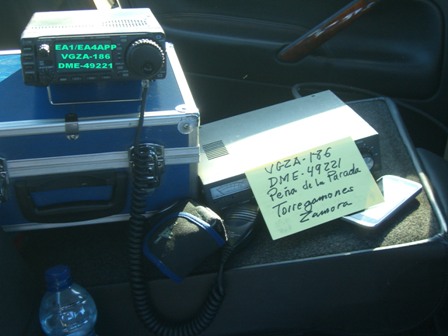 EA1/EA4APP
VGZA-186
DME-49221
VGZA-186
DME-49221
Peña de la Parada
Torregamones
Zamora